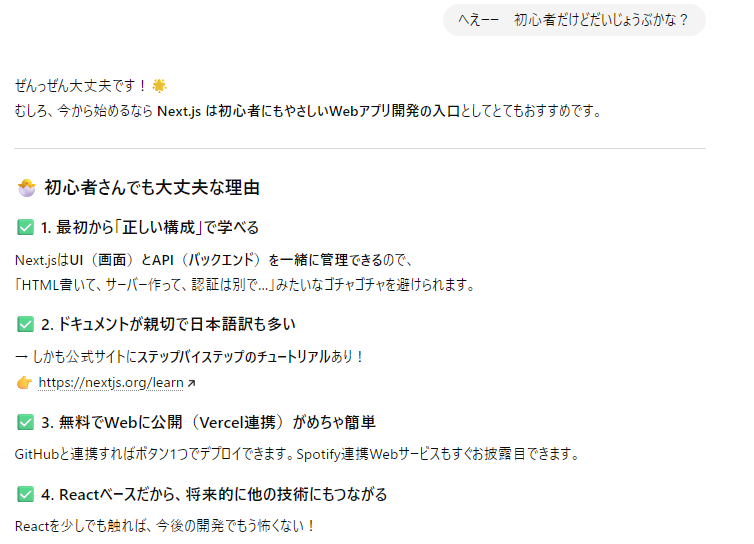 へえーー　初心者だけどだいじょうぶかな？
ぜんっぜん大丈夫です！🌟
むしろ、今から始めるなら Next.js は初心者にもやさしいWebアプリ開発の入口としてとてもおすすめです。
🐣 初心者さんでも大丈夫な理由
✅ 1. 最初から「正しい構成」で学べる
Next.jsはUI（画面）とAPI（バックエンド）を一緒に管理できるので、
「HTML書いて、サーバー作って、認証は別で…」みたいなゴチャゴチャを避けられます。
✅ 2. ドキュメントが親切で日本語訳も多い
→ しかも公式サイトにステップバイステップのチュートリアルあり！
👉 https://nextjs.org/learn ↗
✅ 3. 無料でWebに公開（Vercel連携）がめちゃ簡単
GitHubと連携すればボタン1つでデプロイできます。Spotify連携Webサービスもすぐお披露目できます。
✅ 4. Reactベースだから、将来的に他の技術にもつながる
Reactを少しでも触れば、今後の開発でもう怖くない！